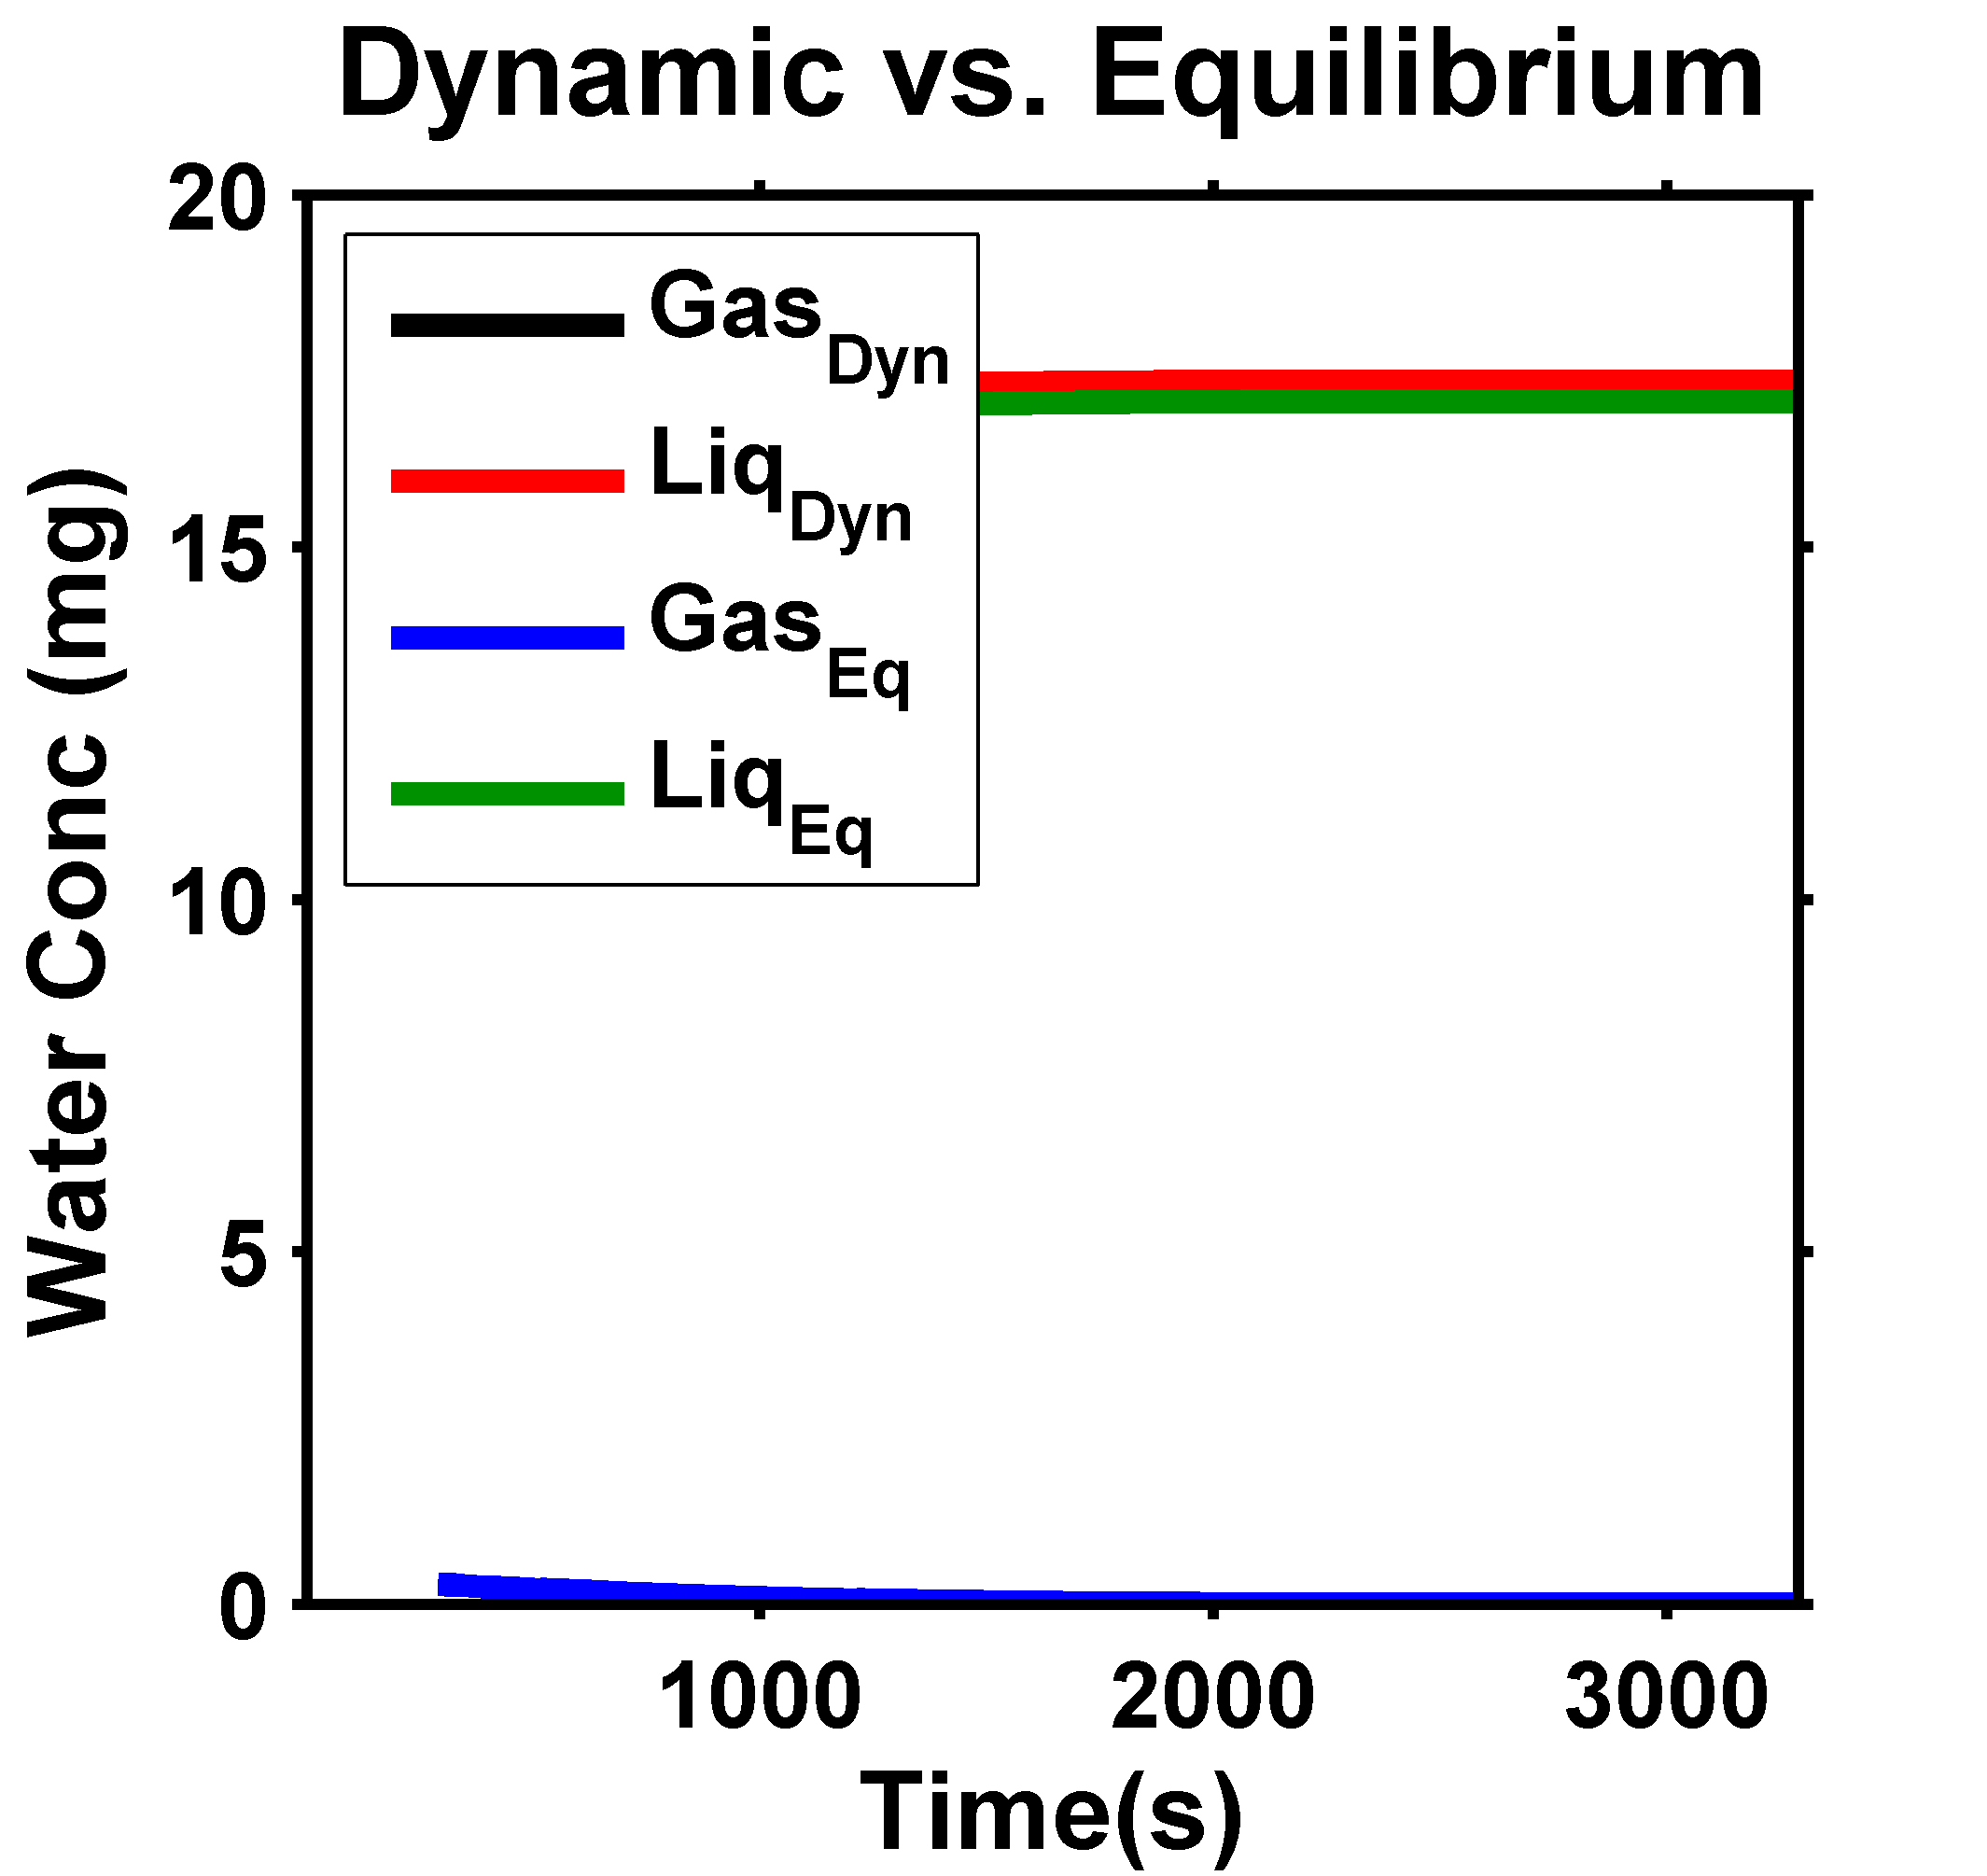 Dynamic vs. Equilibrium
20
15
10
5
0
Water Conc (mg)
Gas Dyn
Liq Dyn
Gas Eq
Liq Eq
1000 2000 3000
Time(s)